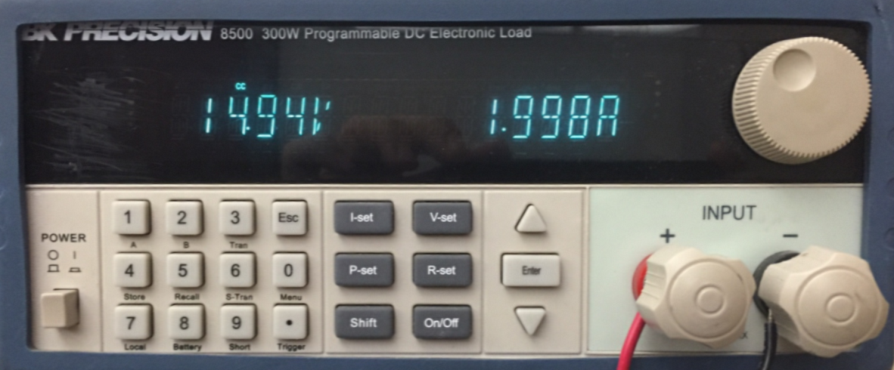 BK PRECISION 8500 300W Programmable DC Electronic Load
CC
14.94V 1.998A
1 2 3 Esc
A B Tran
4 5 6 0
Store Recall S-Tran Menu
7 8 9 •
Local Battery Short Trigger
POWER
O I
I-set V-set
P-set R-set
Shift On/Off
Enter
INPUT
+ −